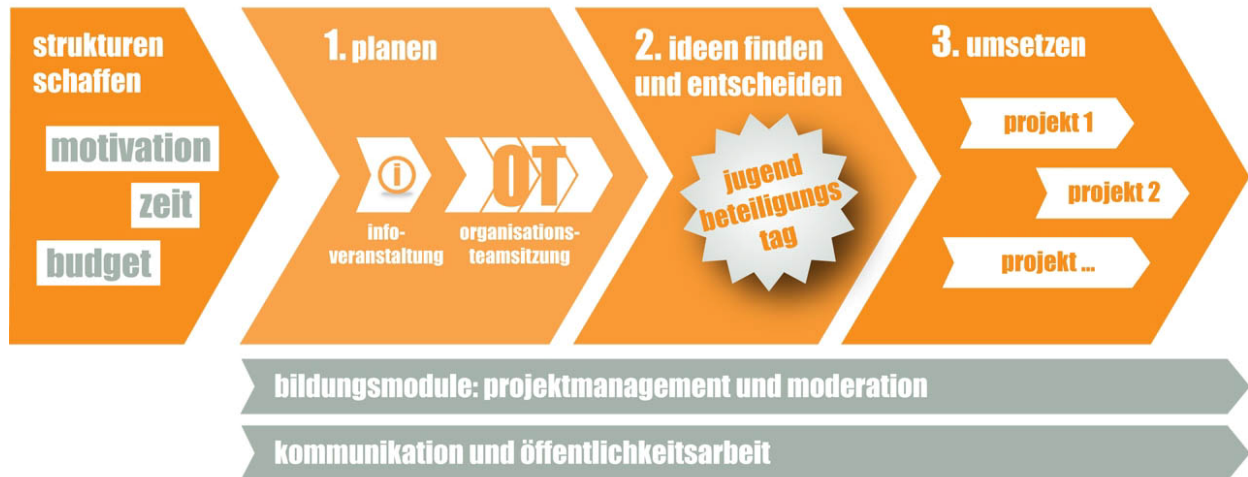 strukturen
schaffen
motivation
zeit
budget
1. planen
i
info-
veranstaltung
OT
organisations-
teamsitzung
2. ideen finden
und entscheiden
jugend
beteiligungs
tag
3. umsetzen
projekt 1
projekt 2
projekt ...
bildungsmodule: projektmanagement und moderation
kommunikation und öffentlichkeitsarbeit